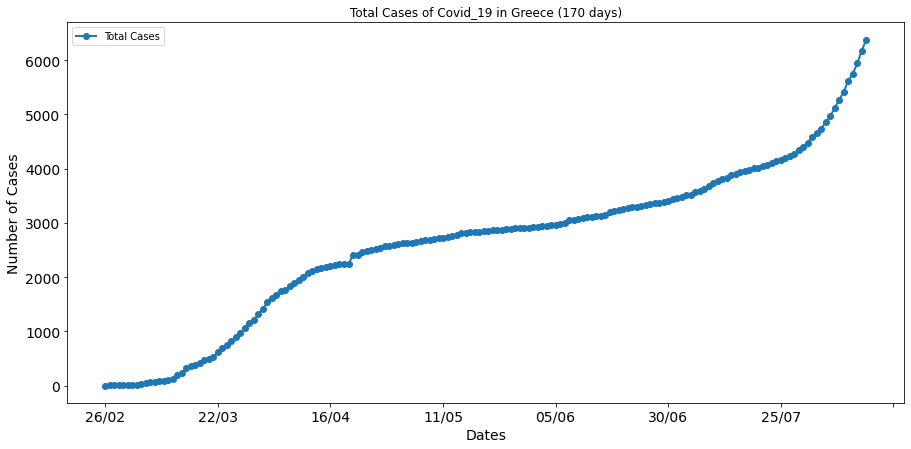 Total Cases of Covid_19 in Greece (170 days)
Total Cases
6000
5000
4000
3000
2000
1000
0
Number of Cases
26/02 22/03 16/04 11/05 05/06 30/06 25/07
Dates